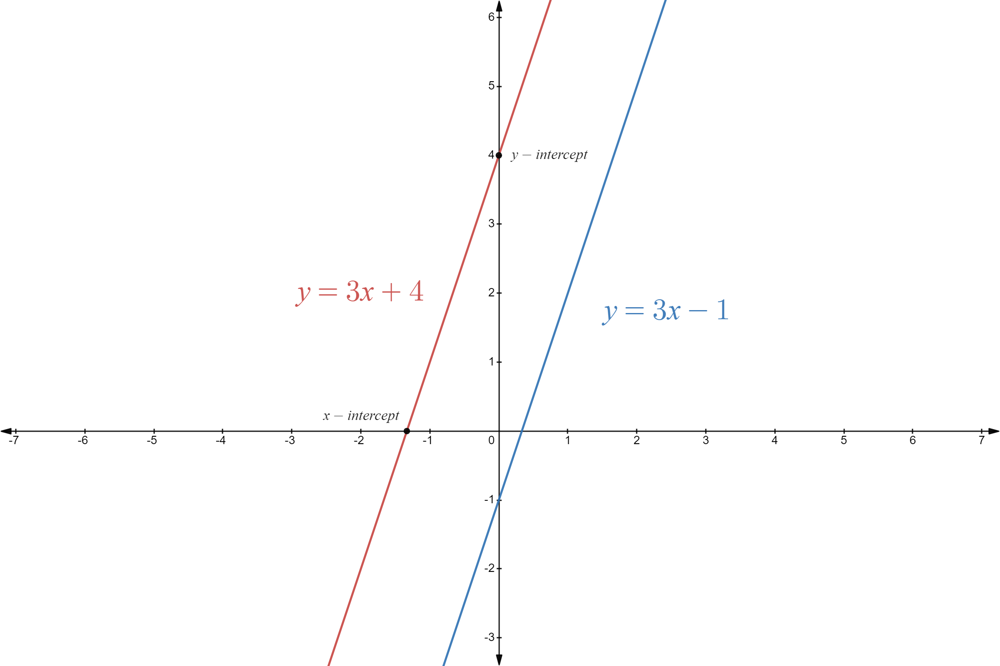 6
5
4
y − intercept
3
y = 3x + 4
2
y = 3x − 1
1
x − intercept
-7 -6 -5 -4 -3 -2 -1 0 1 2 3 4 5 6 7
-1
-2
-3